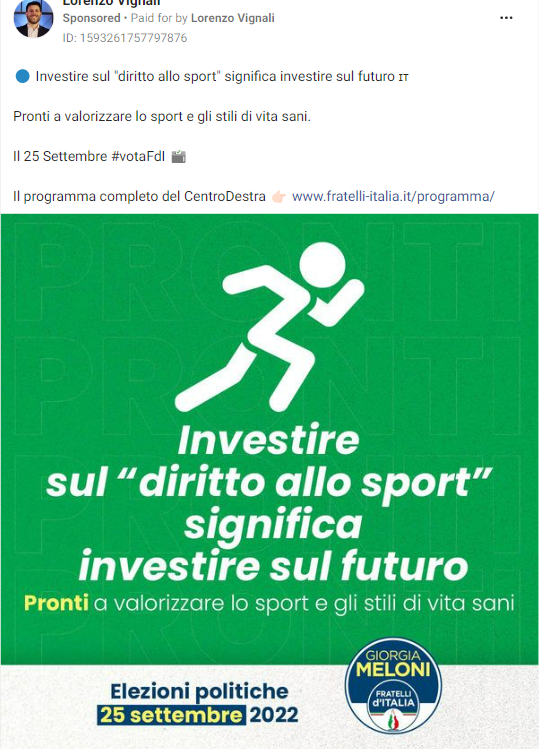 Lorenzo Vignali
Sponsored • Paid for by Lorenzo Vignali
ID: 1593261757797876
🔵 Investire sul "diritto allo sport" significa investire sul futuro IT
Pronti a valorizzare lo sport e gli stili di vita sani.
Il 25 Settembre #votaFdI 🗳
Il programma completo del CentroDestra 👉🏻 www.fratelli-italia.it/programma/
PRONTI
PRONTI
PRONTI
PRONTI
Investire
sul “diritto allo sport”
significa
investire sul futuro
Pronti a valorizzare lo sport e gli stili di vita sani
Elezioni politiche
25 settembre 2022
GIORGIA
MELONI
FRATELLI
d'ITALIA